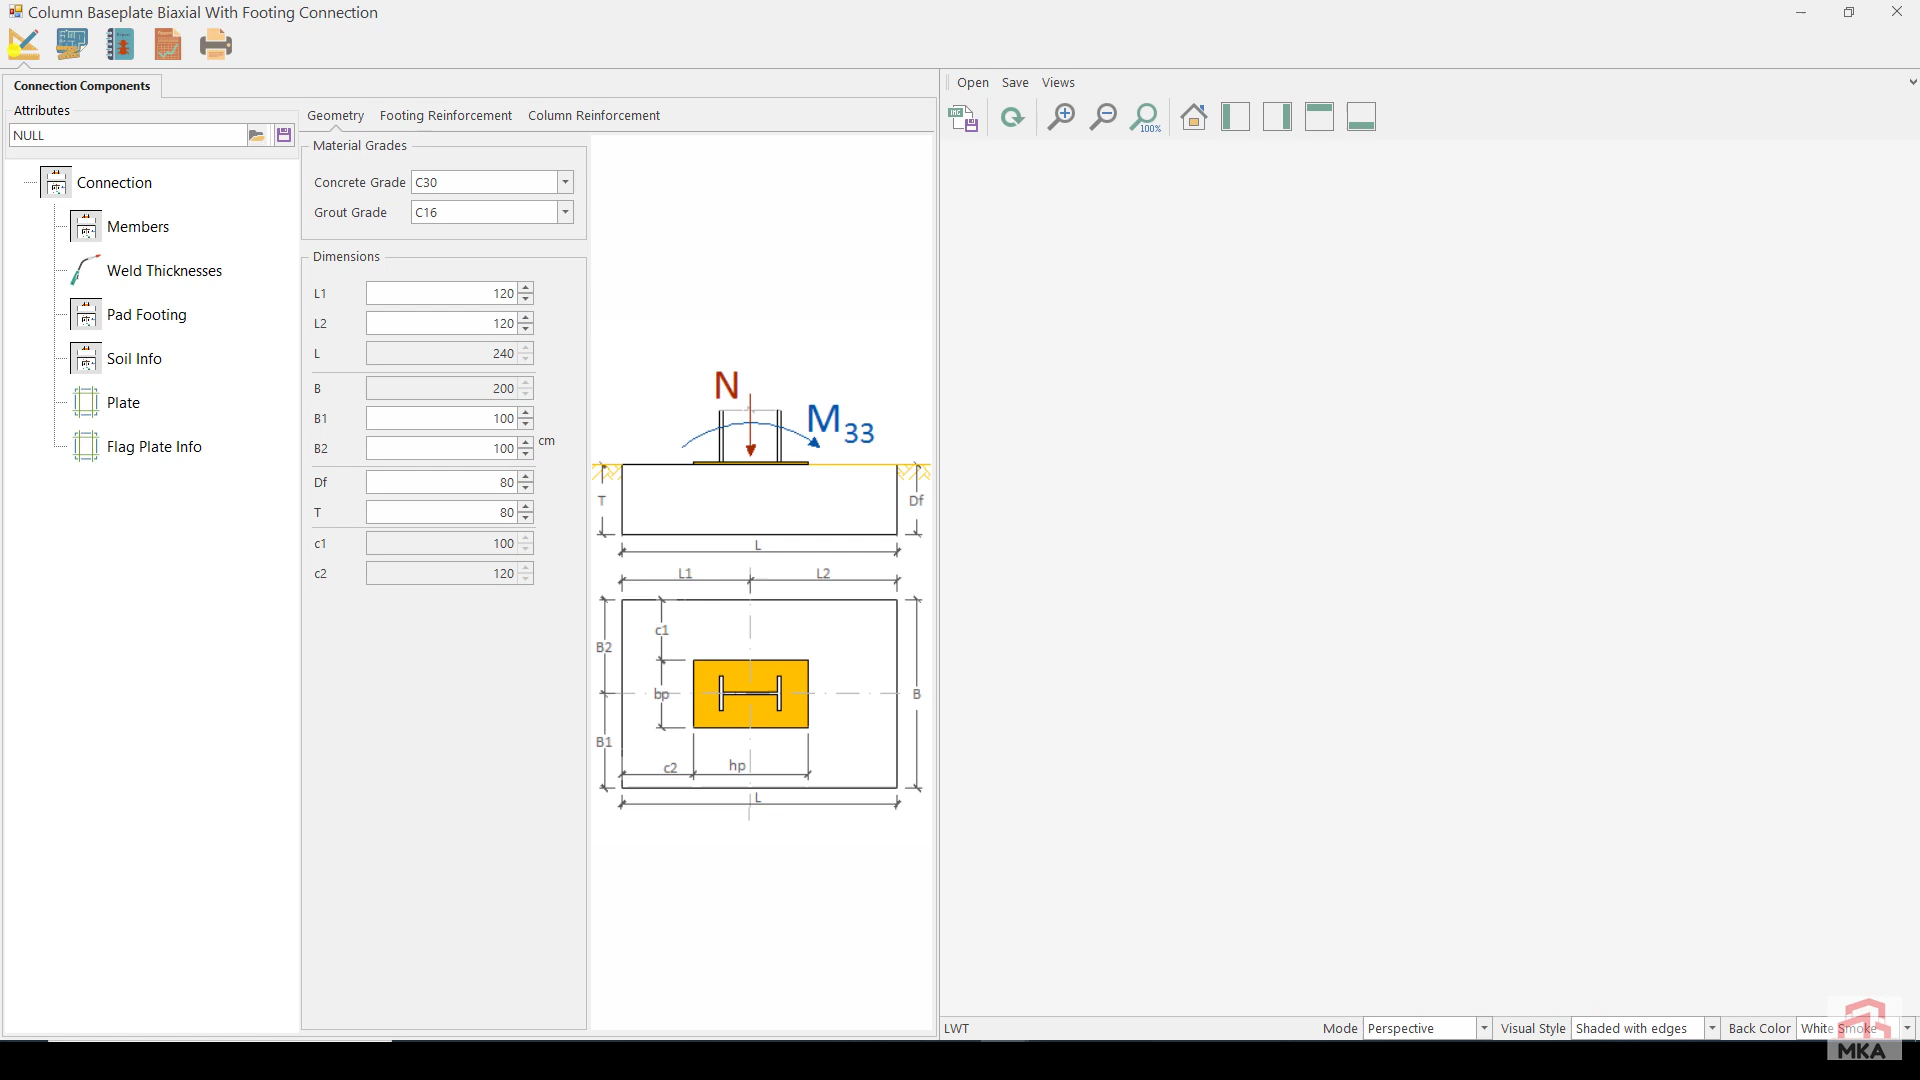 Column Baseplate Biaxial With Footing Connection
Connection Components
Attributes
NULL
Connection
Members
Weld Thicknesses
Pad Footing
Soil Info
Plate
Flag Plate Info
Geometry
Footing Reinforcement
Column Reinforcement
Material Grades
Concrete Grade C30
Grout Grade C16
Dimensions
L1 120
L2 120
L 240
B 200
B1 100
B2 100
cm
Df 80
T 80
c1 100
c2 120
N
M33
T
Df
L
L1
L2
c1
B2
bp
B
B1
c2
hp
L
Open
Save
Views
100%
LWT
Mode Perspective
Visual Style Shaded with edges
Back Color White Smoke
MKA